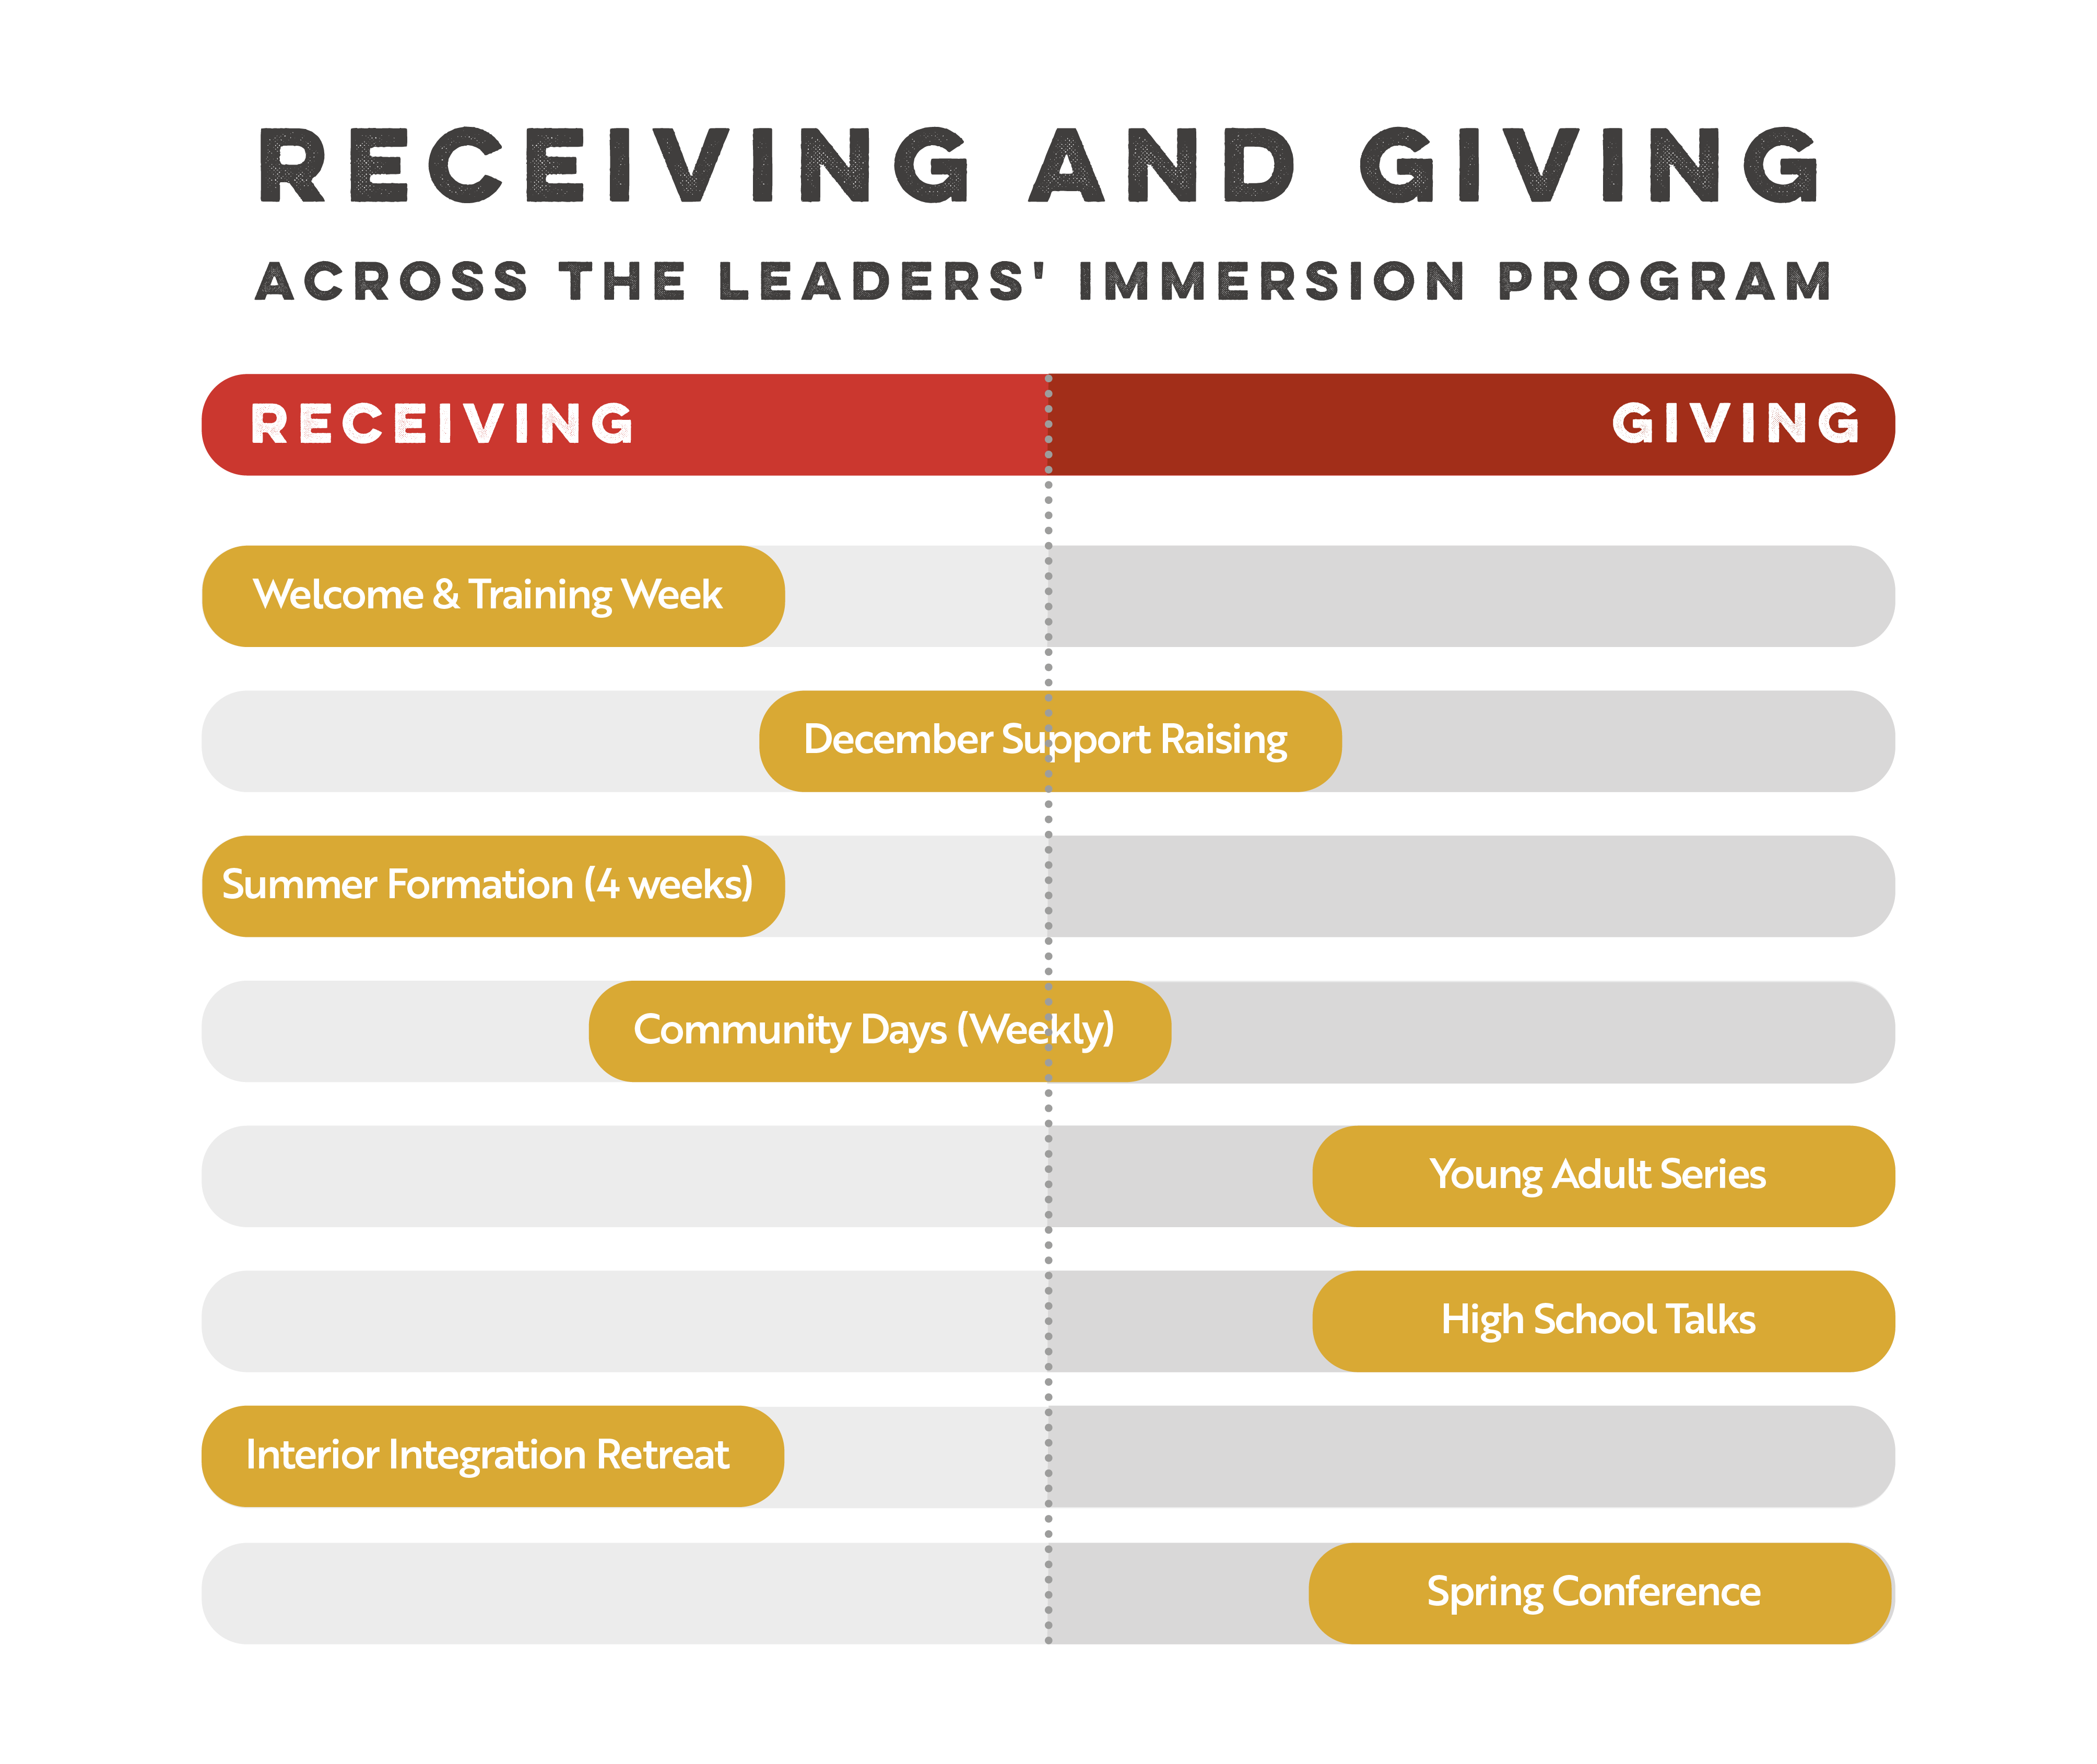 RECEIVING AND GIVING
ACROSS THE LEADERS' IMMERSION PROGRAM
RECEIVING GIVING
Welcome & Training Week
December Support Raising
Summer Formation (4 weeks)
Community Days (Weekly)
Young Adult Series
High School Talks
Interior Integration Retreat
Spring Conference